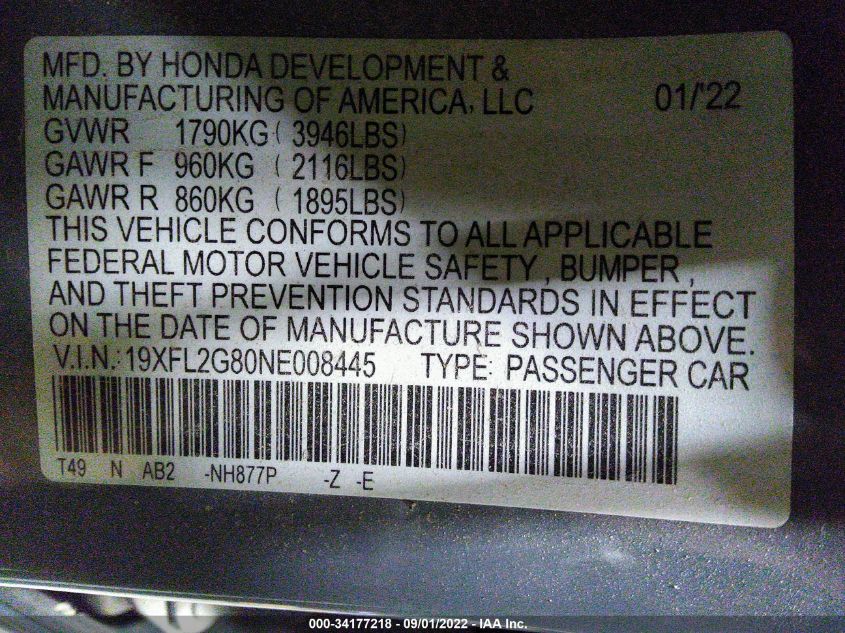 MFD. BY HONDA DEVELOPMENT &
MANUFACTURING OF AMERICA, LLC 01/'22
GVWR 1790KG ( 3946LBS)
GAWR F 960KG ( 2116LBS)
GAWR R 860KG ( 1895LBS)
THIS VEHICLE CONFORMS TO ALL APPLICABLE
FEDERAL MOTOR VEHICLE SAFETY , BUMPER ,
AND THEFT PREVENTION STANDARDS IN EFFECT
ON THE DATE OF MANUFACTURE SHOWN ABOVE.
V.I.N.: 19XFL2G80NE008445 TYPE: PASSENGER CAR
T49 N AB2 -NH877P -Z -E
000-34177218 - 09/01/2022 - IAA Inc.